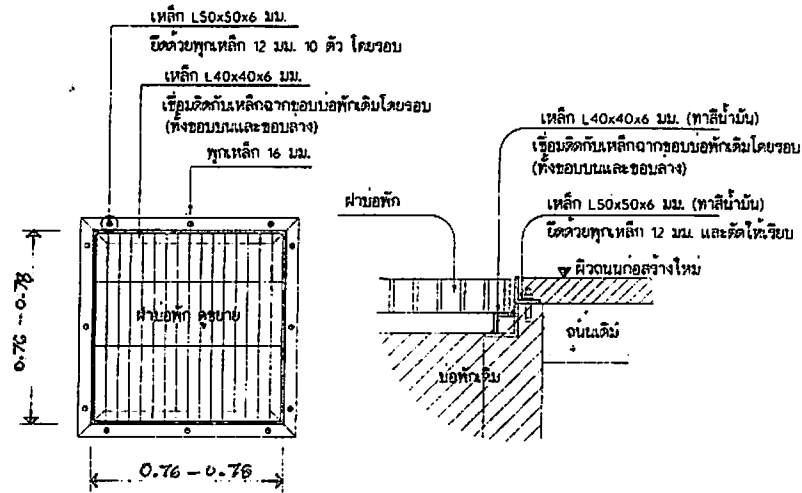 เหล็ก L50x50x6 มม.
ยึดด้วยพุกเหล็ก 12 มม. 10 ตัว โดยรอบ
เหล็ก L40x40x6 มม.
เชื่อมติดกับเหล็กฉากขอบบ่อพักเดิมโดยรอบ
(ทั้งขอบบนและขอบล่าง)
พุกเหล็ก 16 มม.
ฝาบ่อพัก ดูขยาย
0.76 - 0.78
0.76 - 0.78
เหล็ก L40x40x6 มม. (ทาสีน้ำมัน)
เชื่อมติดกับเหล็กฉากขอบบ่อพักเดิมโดยรอบ
(ทั้งขอบบนและขอบล่าง)
ฝาบ่อพัก
เหล็ก L50x50x6 มม. (ทาสีน้ำมัน)
ยึดด้วยพุกเหล็ก 12 มม. และตัดให้เรียบ
ผิวถนนก่อสร้างใหม่
ถนนเดิม
บ่อพักเดิม